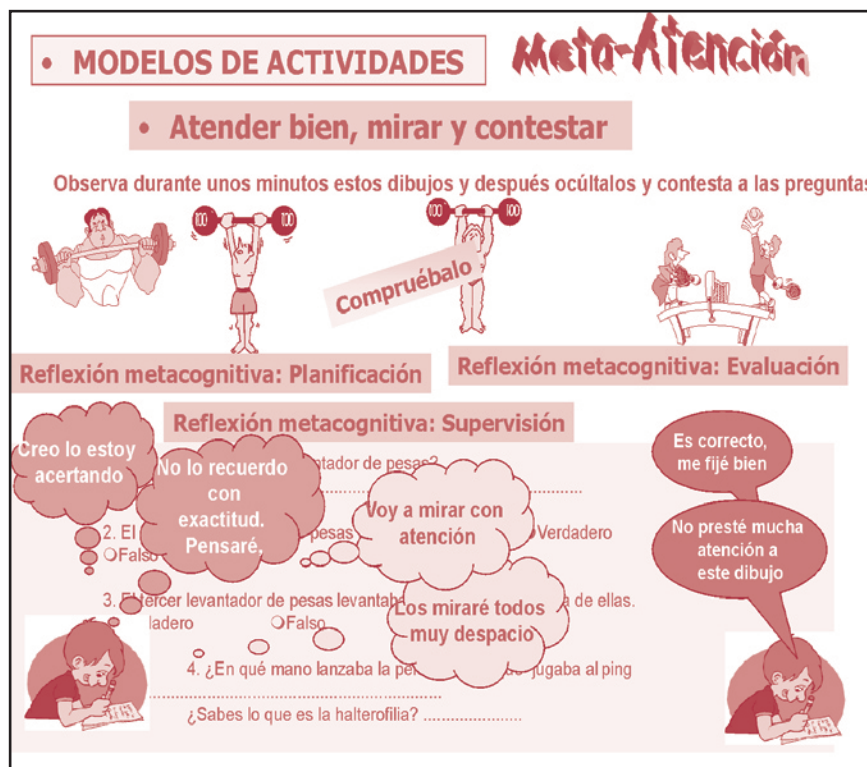 • MODELOS DE ACTIVIDADES
Meta-Atención
• Atender bien, mirar y contestar
Observa durante unos minutos estos dibujos y después ocúltalos y contesta a las preguntas
100 100
100 100
Compruébalo
Reflexión metacognitiva: Planificación
Reflexión metacognitiva: Evaluación
Reflexión metacognitiva: Supervisión
Creo lo estoy
acertando
No lo recuerdo
con
exactitud.
Pensaré.
Voy a mirar con
atención
Los miraré todos
muy despacio
Es correcto,
me fijé bien
No presté mucha
atención a
este dibujo
de pesas?
2. El pesas Verdadero
Falso
3. El tercer levantador de pesas de ellas.
Falso
4. ¿En qué mano lanzaba la jugaba al ping
¿Sabes lo que es la halterofilia? ......................